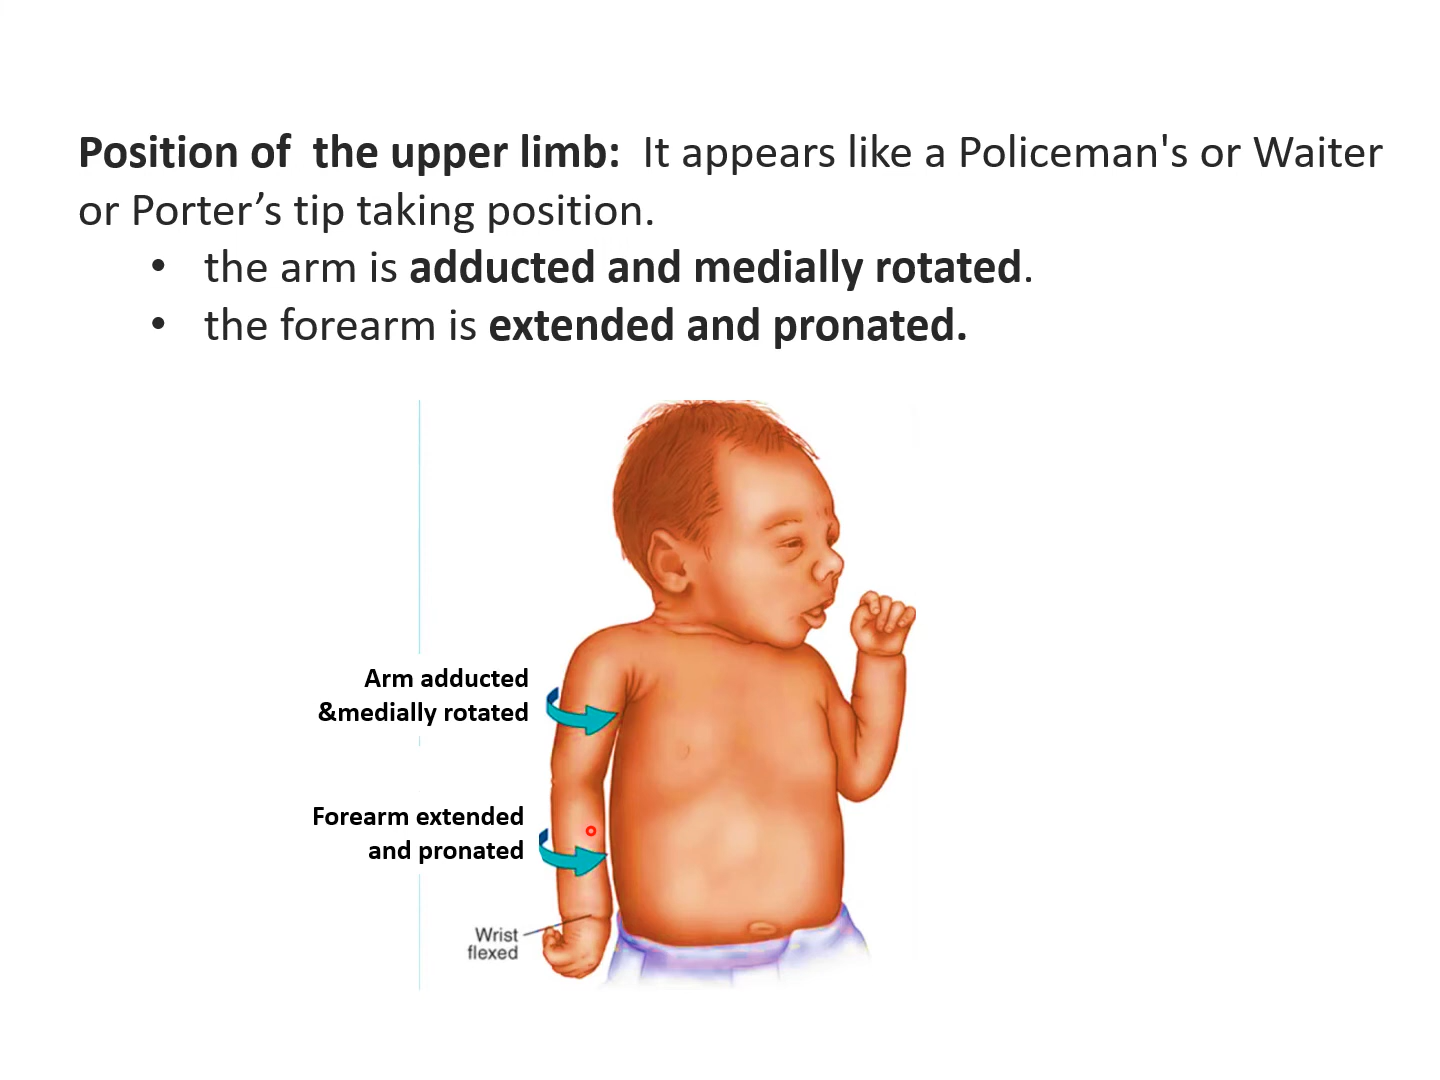 Position of  the upper limb:  It appears like a Policeman's or Waiter
or Porter’s tip taking position.
• the arm is adducted and medially rotated.
• the forearm is extended and pronated.
Arm adducted
&medially rotated
Forearm extended
and pronated
Wrist
flexed